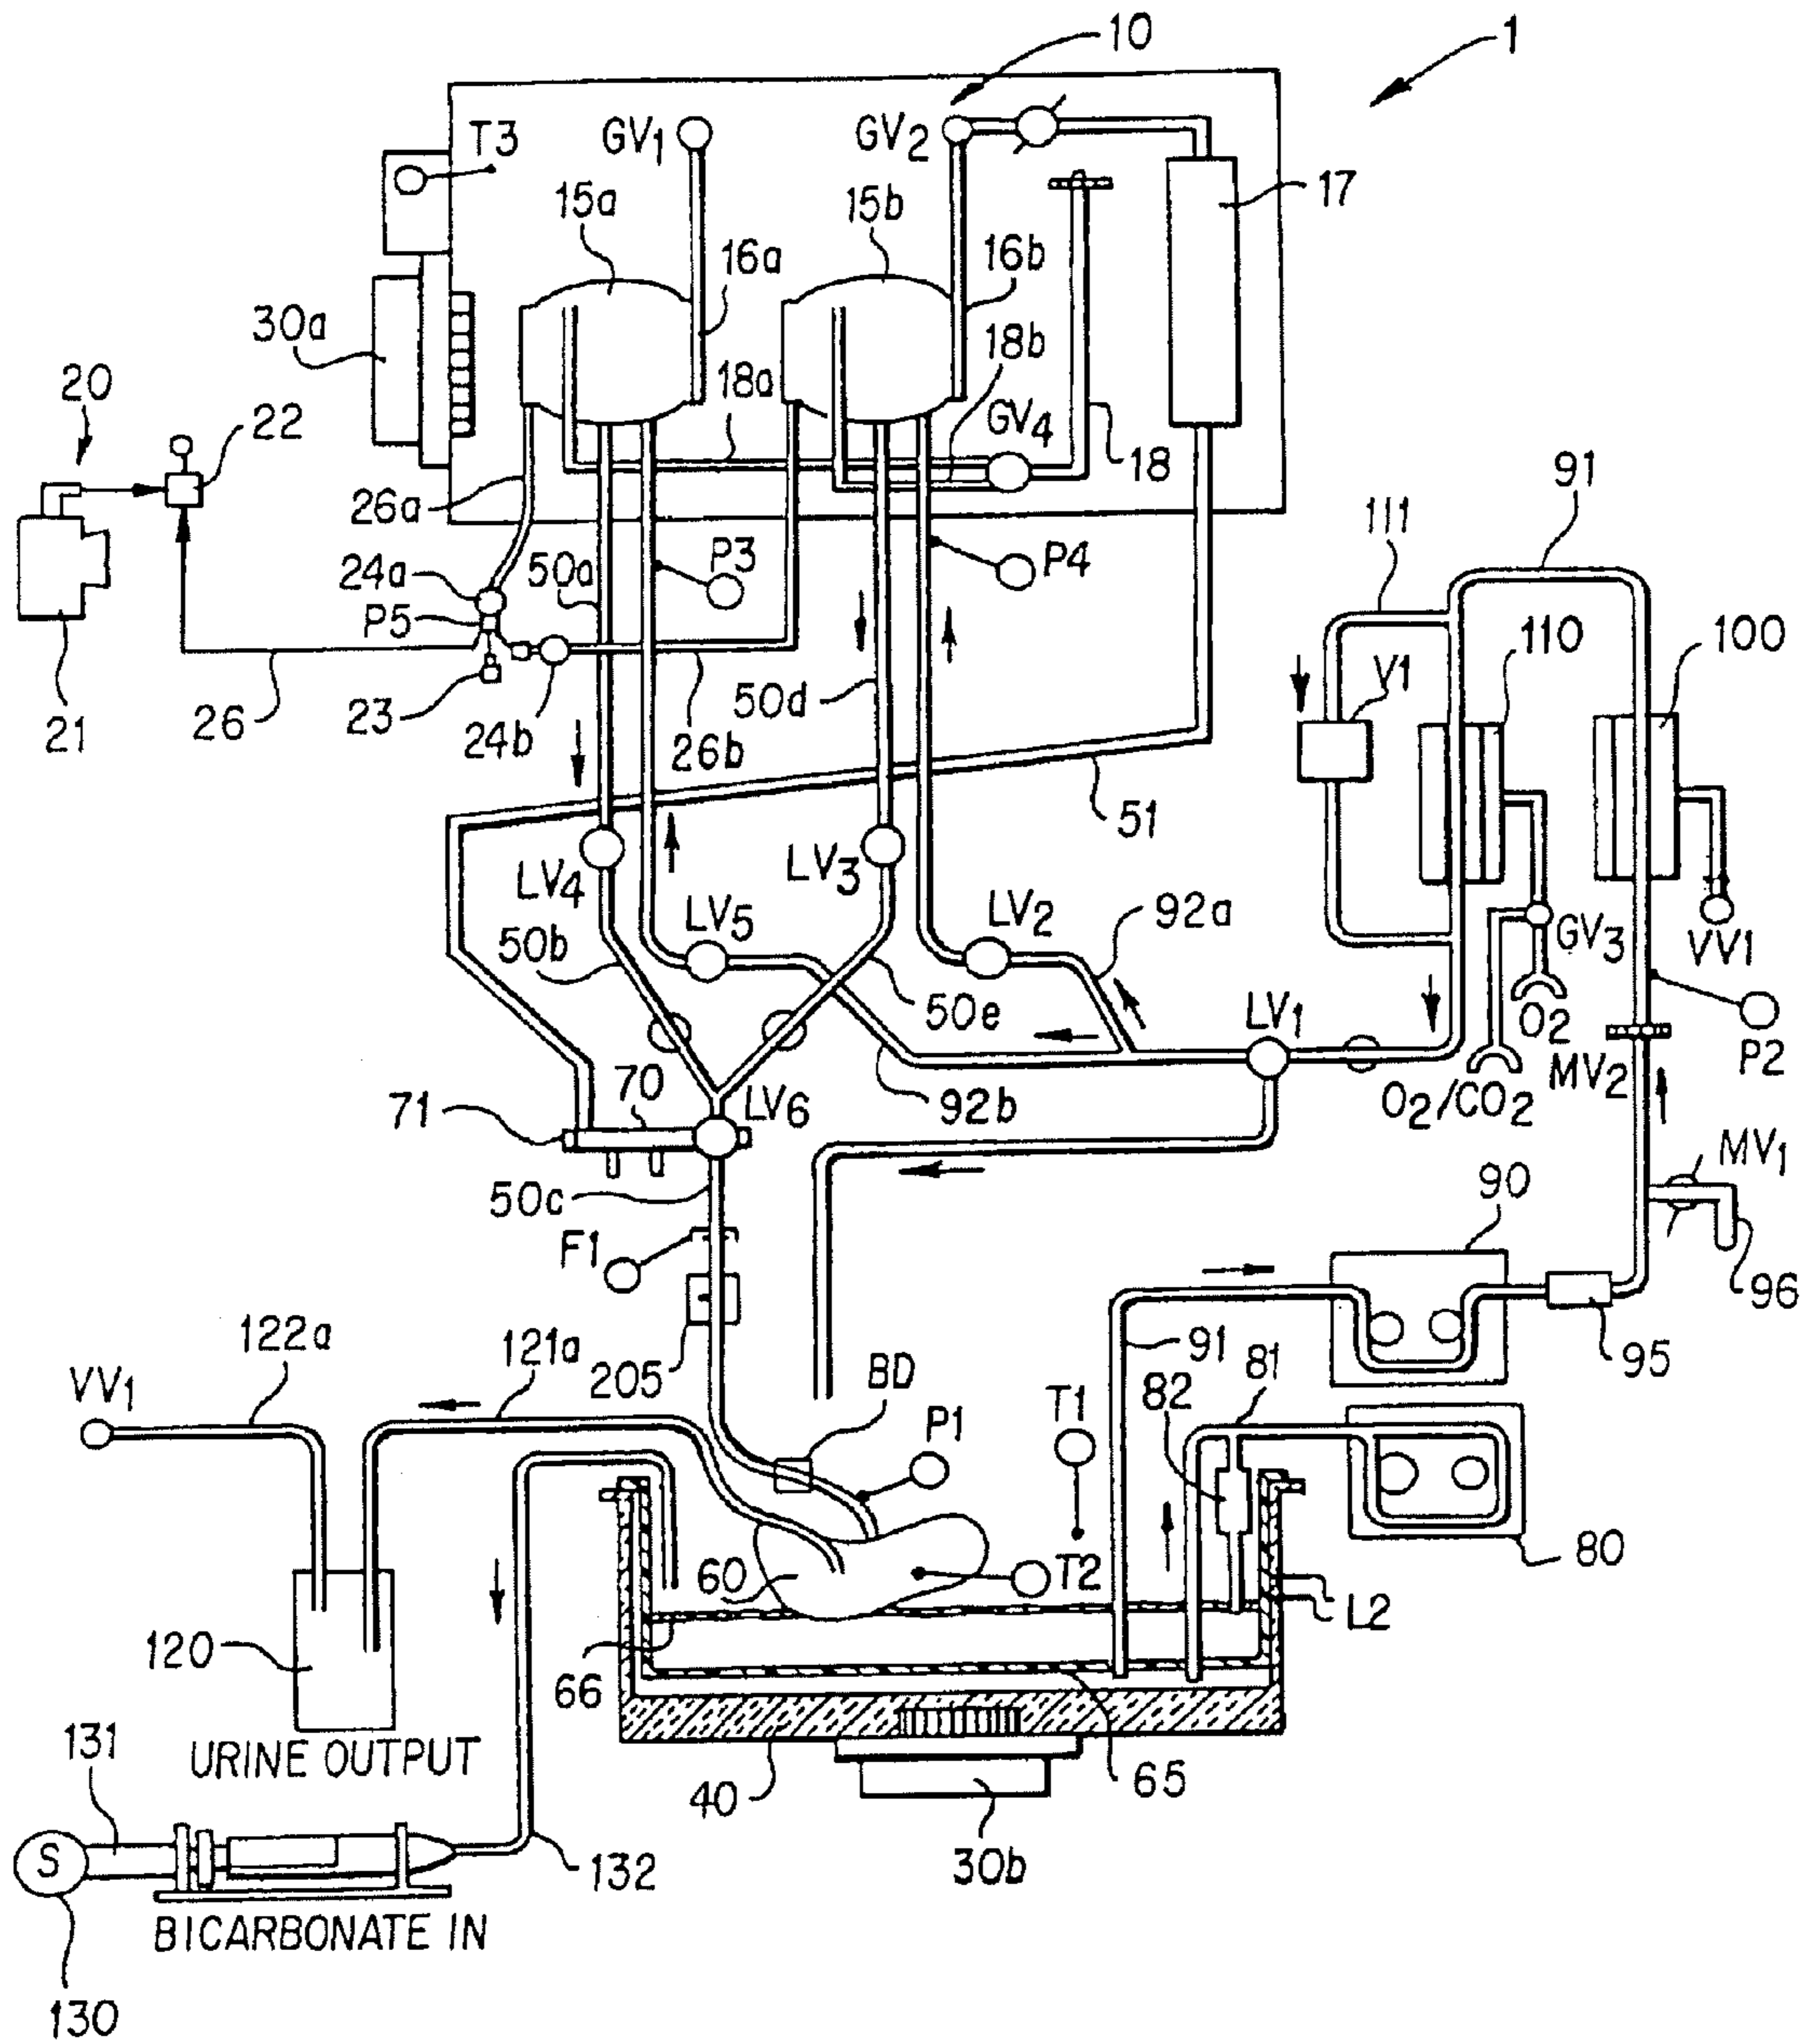 10
1
T3
GV1
GV2
17
15a
15b
16a
16b
30a
18b
18a
20
22
GV4
18
26a
91
111
P3
P4
24a
50a
P5
110
100
V1
50d
23
21
26
24b
26b
51
LV4
LV3
LV5
LV2
92a
GV3
VV1
50b
50e
LV1
O2
P2
MV2
70
LV6
92b
O2/CO2
71
MV1
50c
90
F1
96
122a
121a
205
BD
91
95
VV1
P1
T1
82
81
60
T2
80
L2
120
66
131
URINE OUTPUT
40
65
S
132
30b
BICARBONATE IN
130